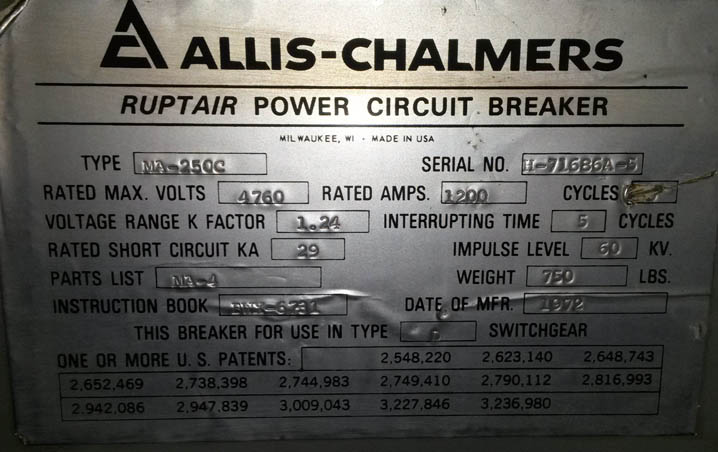 ALLIS-CHALMERS
RUPTAIR POWER CIRCUIT BREAKER
MILWAUKEE, WI - MADE IN USA
TYPE MA-250C SERIAL NO.
RATED MAX. VOLTS 4760 RATED AMPS. 1200 CYCLES
VOLTAGE RANGE K FACTOR 1.24 INTERRUPTING TIME 5 CYCLES
RATED SHORT CIRCUIT KA 29 IMPULSE LEVEL 60 KV.
PARTS LIST MA-4 WEIGHT 750 LBS.
INSTRUCTION BOOK DATE OF MFR. 1972
THIS BREAKER FOR USE IN TYPE SWITCHGEAR
ONE OR MORE U. S. PATENTS: 2,548,220 2,623,140 2,648,743
2,652,469 2,738,398 2,744,983 2,749,410 2,790,112 2,816,993
2,942,086 2,947,839 3,009,043 3,227,846 3,236,980